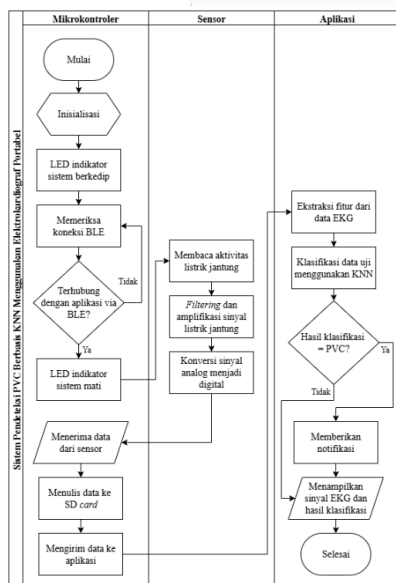 Sistem Pendeteksi PVC Berbasis KNN Menggunakan Elektrokardiograf Portabel
Mikrokontroler
Sensor
Aplikasi
Mulai
Inisialisasi
LED indikator
sistem berkedip
Memeriksa
koneksi BLE
Terhubung
dengan aplikasi via
BLE?
Tidak
Ya
LED indikator
sistem mati
Membaca aktivitas
listrik jantung
Filtering dan
amplifikasi sinyal
listrik jantung
Konversi sinyal
analog menjadi
digital
Menerima data
dari sensor
Menulis data ke
SD card
Mengirim data ke
aplikasi
Ekstraksi fitur dari
data EKG
Klasifikasi data uji
menggunakan KNN
Hasil klasifikasi
= PVC?
Ya
Tidak
Memberikan
notifikasi
Menampilkan
sinyal EKG dan
hasil klasifikasi
Selesai